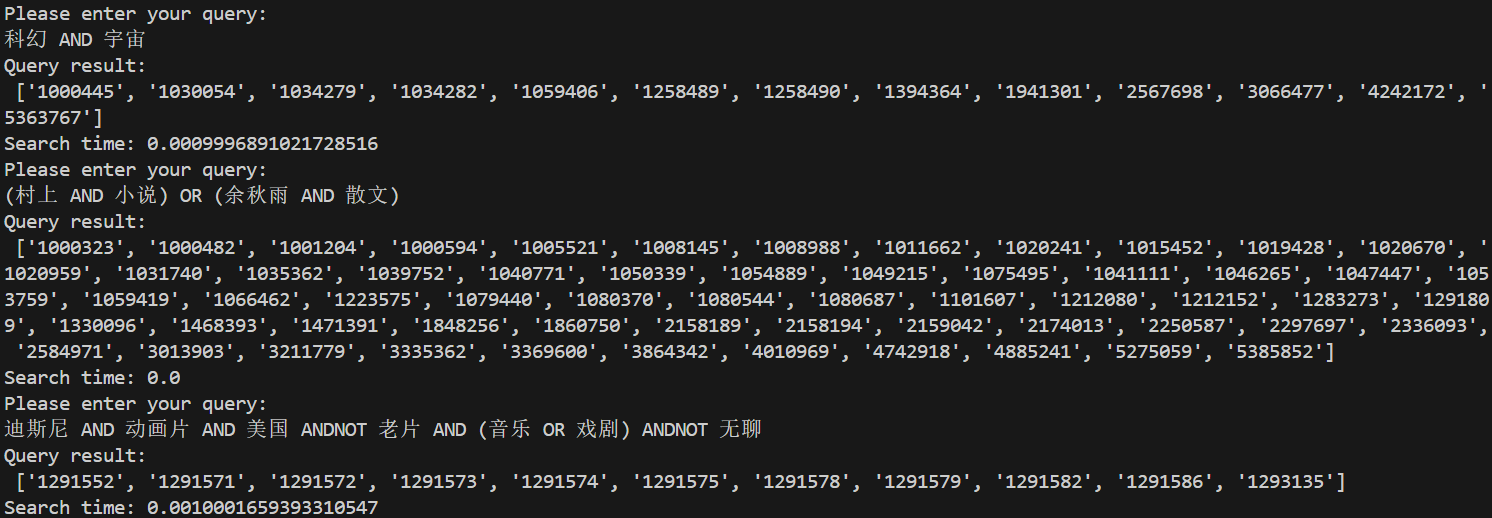 Please enter your query:
科幻 AND 宇宙
Query result:
 ['1000445', '1030054', '1034279', '1034282', '1059406', '1258489', '1258490', '1394364', '1941301', '2567698', '3066477', '4242172', '
5363767']
Search time: 0.0009996891021728516
Please enter your query:
(村上 AND 小说) OR (余秋雨 AND 散文)
Query result:
 ['1000323', '1000482', '1001204', '1000594', '1005521', '1008145', '1008988', '1011662', '1020241', '1015452', '1019428', '1020670', '
1020959', '1031740', '1035362', '1039752', '1040771', '1050339', '1054889', '1049215', '1075495', '1041111', '1046265', '1047447', '105
3759', '1059419', '1066462', '1223575', '1079440', '1080370', '1080544', '1080687', '1101607', '1212080', '1212152', '1283273', '129180
9', '1330096', '1468393', '1471391', '1848256', '1860750', '2158189', '2158194', '2159042', '2174013', '2250587', '2297697', '2336093',
 '2584971', '3013903', '3211779', '3335362', '3369600', '3864342', '4010969', '4742918', '4885241', '5275059', '5385852']
Search time: 0.0
Please enter your query:
迪斯尼 AND 动画片 AND 美国 ANDNOT 老片 AND (音乐 OR 戏剧) ANDNOT 无聊
Query result:
 ['1291552', '1291571', '1291572', '1291573', '1291574', '1291575', '1291578', '1291579', '1291582', '1291586', '1293135']
Search time: 0.0010001659393310547